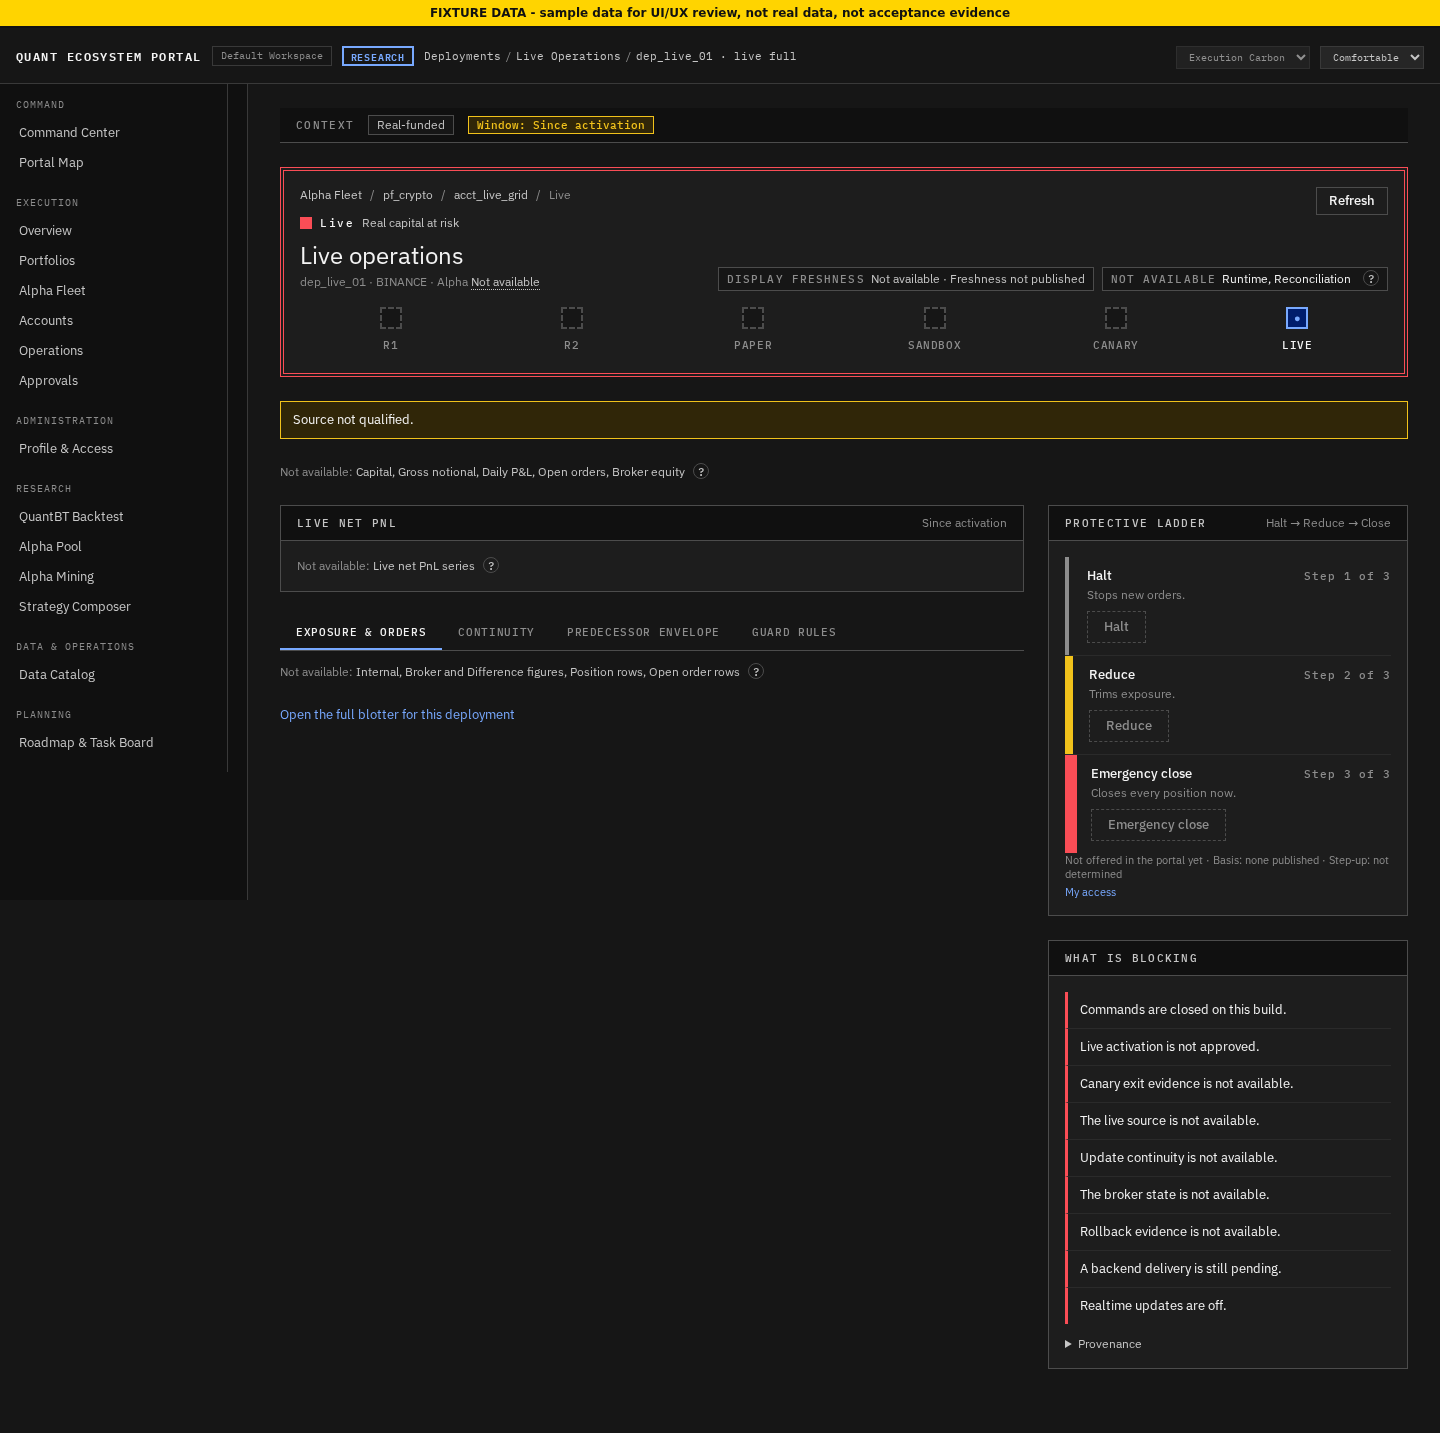 FIXTURE DATA - sample data for UI/UX review, not real data, not acceptance evidence
QUANT ECOSYSTEM PORTAL
Default Workspace
RESEARCH
Deployments / Live Operations / dep_live_01 · live full
Execution Carbon
Comfortable
COMMAND
Command Center
Portal Map
EXECUTION
Overview
Portfolios
Alpha Fleet
Accounts
Operations
Approvals
ADMINISTRATION
Profile & Access
RESEARCH
QuantBT Backtest
Alpha Pool
Alpha Mining
Strategy Composer
DATA & OPERATIONS
Data Catalog
PLANNING
Roadmap & Task Board
CONTEXT
Real-funded
Window: Since activation
Alpha Fleet / pf_crypto / acct_live_grid / Live
Refresh
Live Real capital at risk
Live operations
dep_live_01 · BINANCE · Alpha Not available
DISPLAY FRESHNESS Not available · Freshness not published
NOT AVAILABLE Runtime, Reconciliation ?
R1
R2
PAPER
SANDBOX
CANARY
LIVE
Source not qualified.
Not available: Capital, Gross notional, Daily P&L, Open orders, Broker equity ?
LIVE NET PNL
Since activation
Not available: Live net PnL series ?
EXPOSURE & ORDERS
CONTINUITY
PREDECESSOR ENVELOPE
GUARD RULES
Not available: Internal, Broker and Difference figures, Position rows, Open order rows ?
Open the full blotter for this deployment
PROTECTIVE LADDER
Halt → Reduce → Close
Halt
Step 1 of 3
Stops new orders.
Halt
Reduce
Step 2 of 3
Trims exposure.
Reduce
Emergency close
Step 3 of 3
Closes every position now.
Emergency close
Not offered in the portal yet · Basis: none published · Step-up: not
determined
My access
WHAT IS BLOCKING
Commands are closed on this build.
Live activation is not approved.
Canary exit evidence is not available.
The live source is not available.
Update continuity is not available.
The broker state is not available.
Rollback evidence is not available.
A backend delivery is still pending.
Realtime updates are off.
Provenance